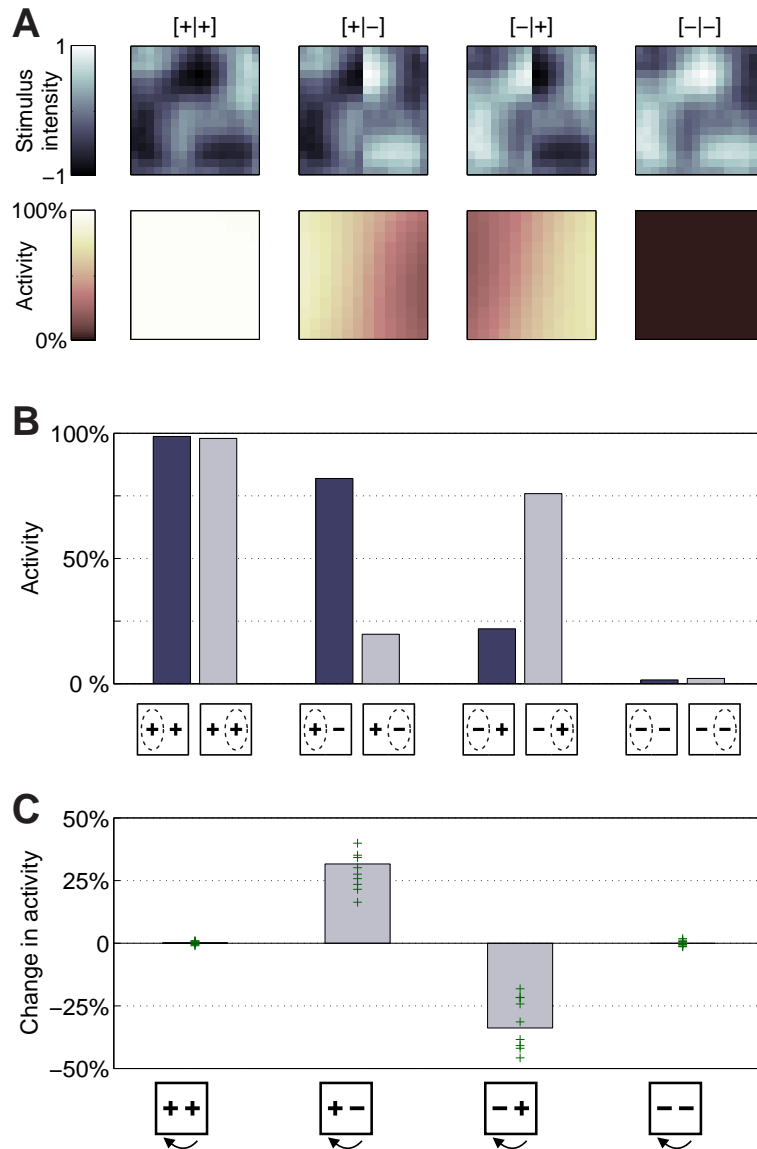 A
[+|+] [+|−] [−|+] [−|−]
1
Stimulus
intensity
−1
100%
Activity
0%
B
100%
Activity
50%
0 %
+ + + + + − + − − + − + − − − −
C
50%
Change in activity
25%
0
−25%
−50%
+ + + − − + − −